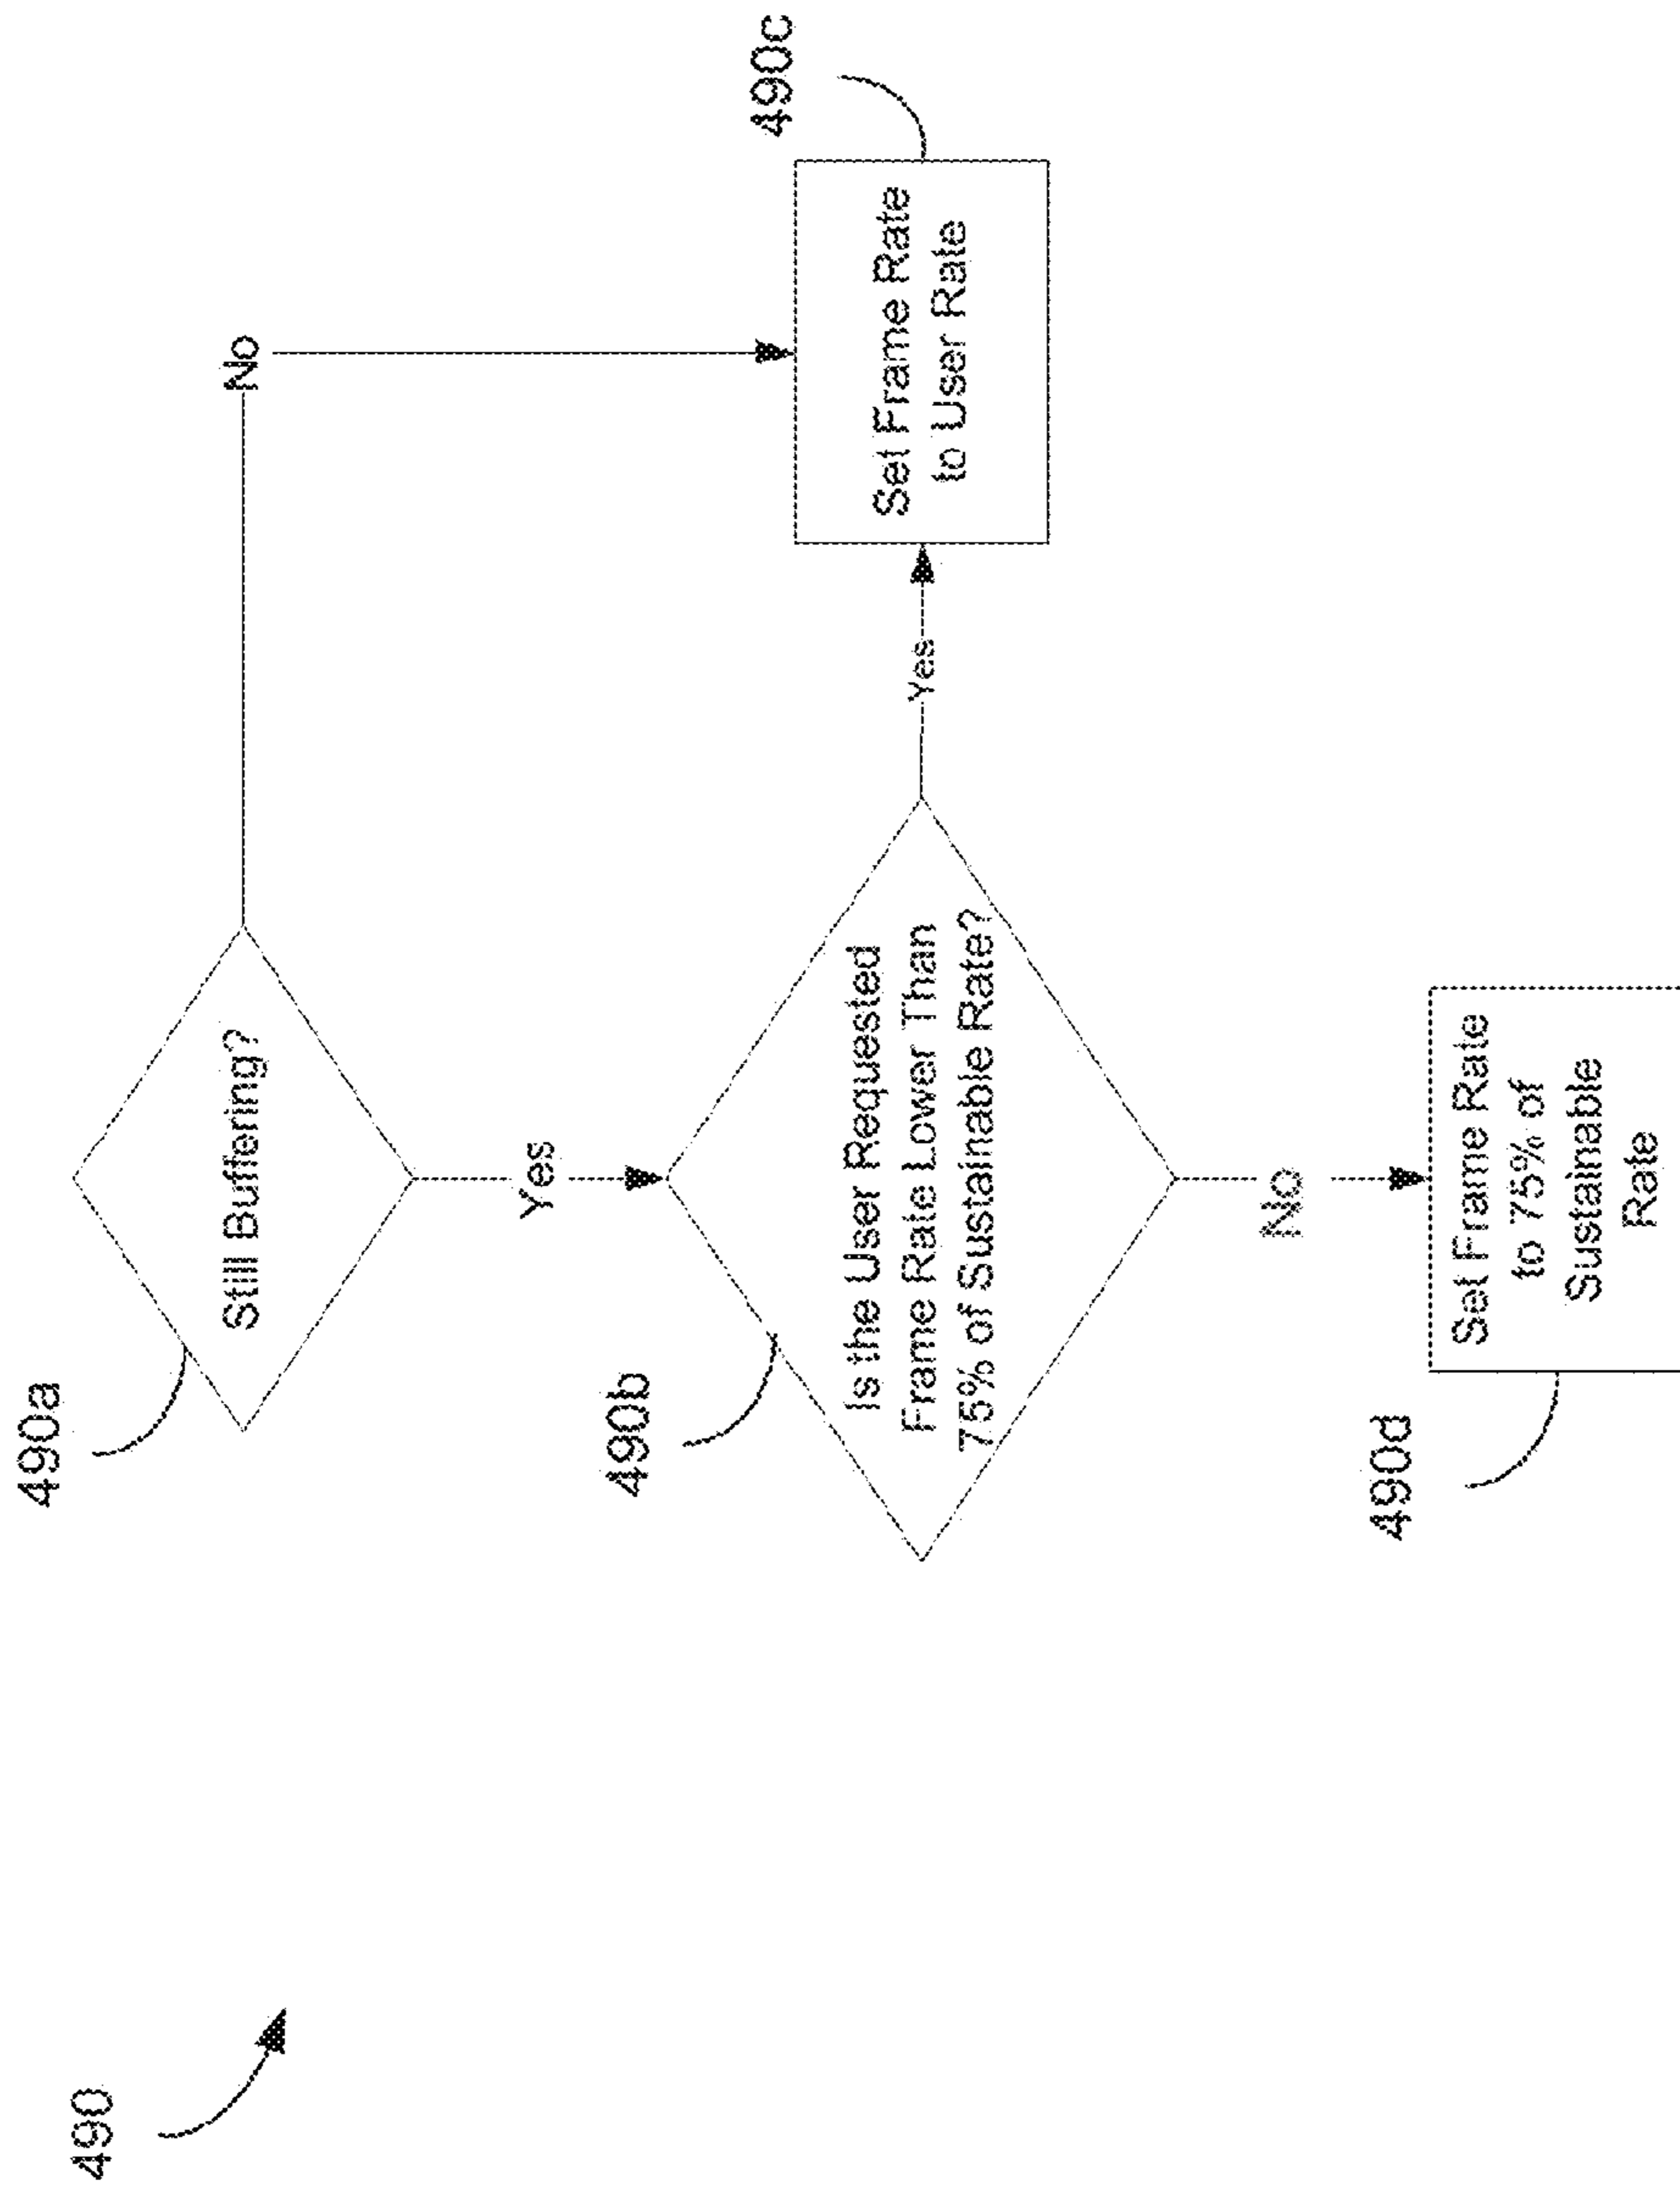 490
490a
Still Buffering?
No
Yes
490b
Is the User Requested
Frame Rate Lower Than
75% of Sustainable Rate?
Yes
490c
Set Frame Rate
to User Rate
No
490d
Set Frame Rate
to 75% of
Sustainable
Rate